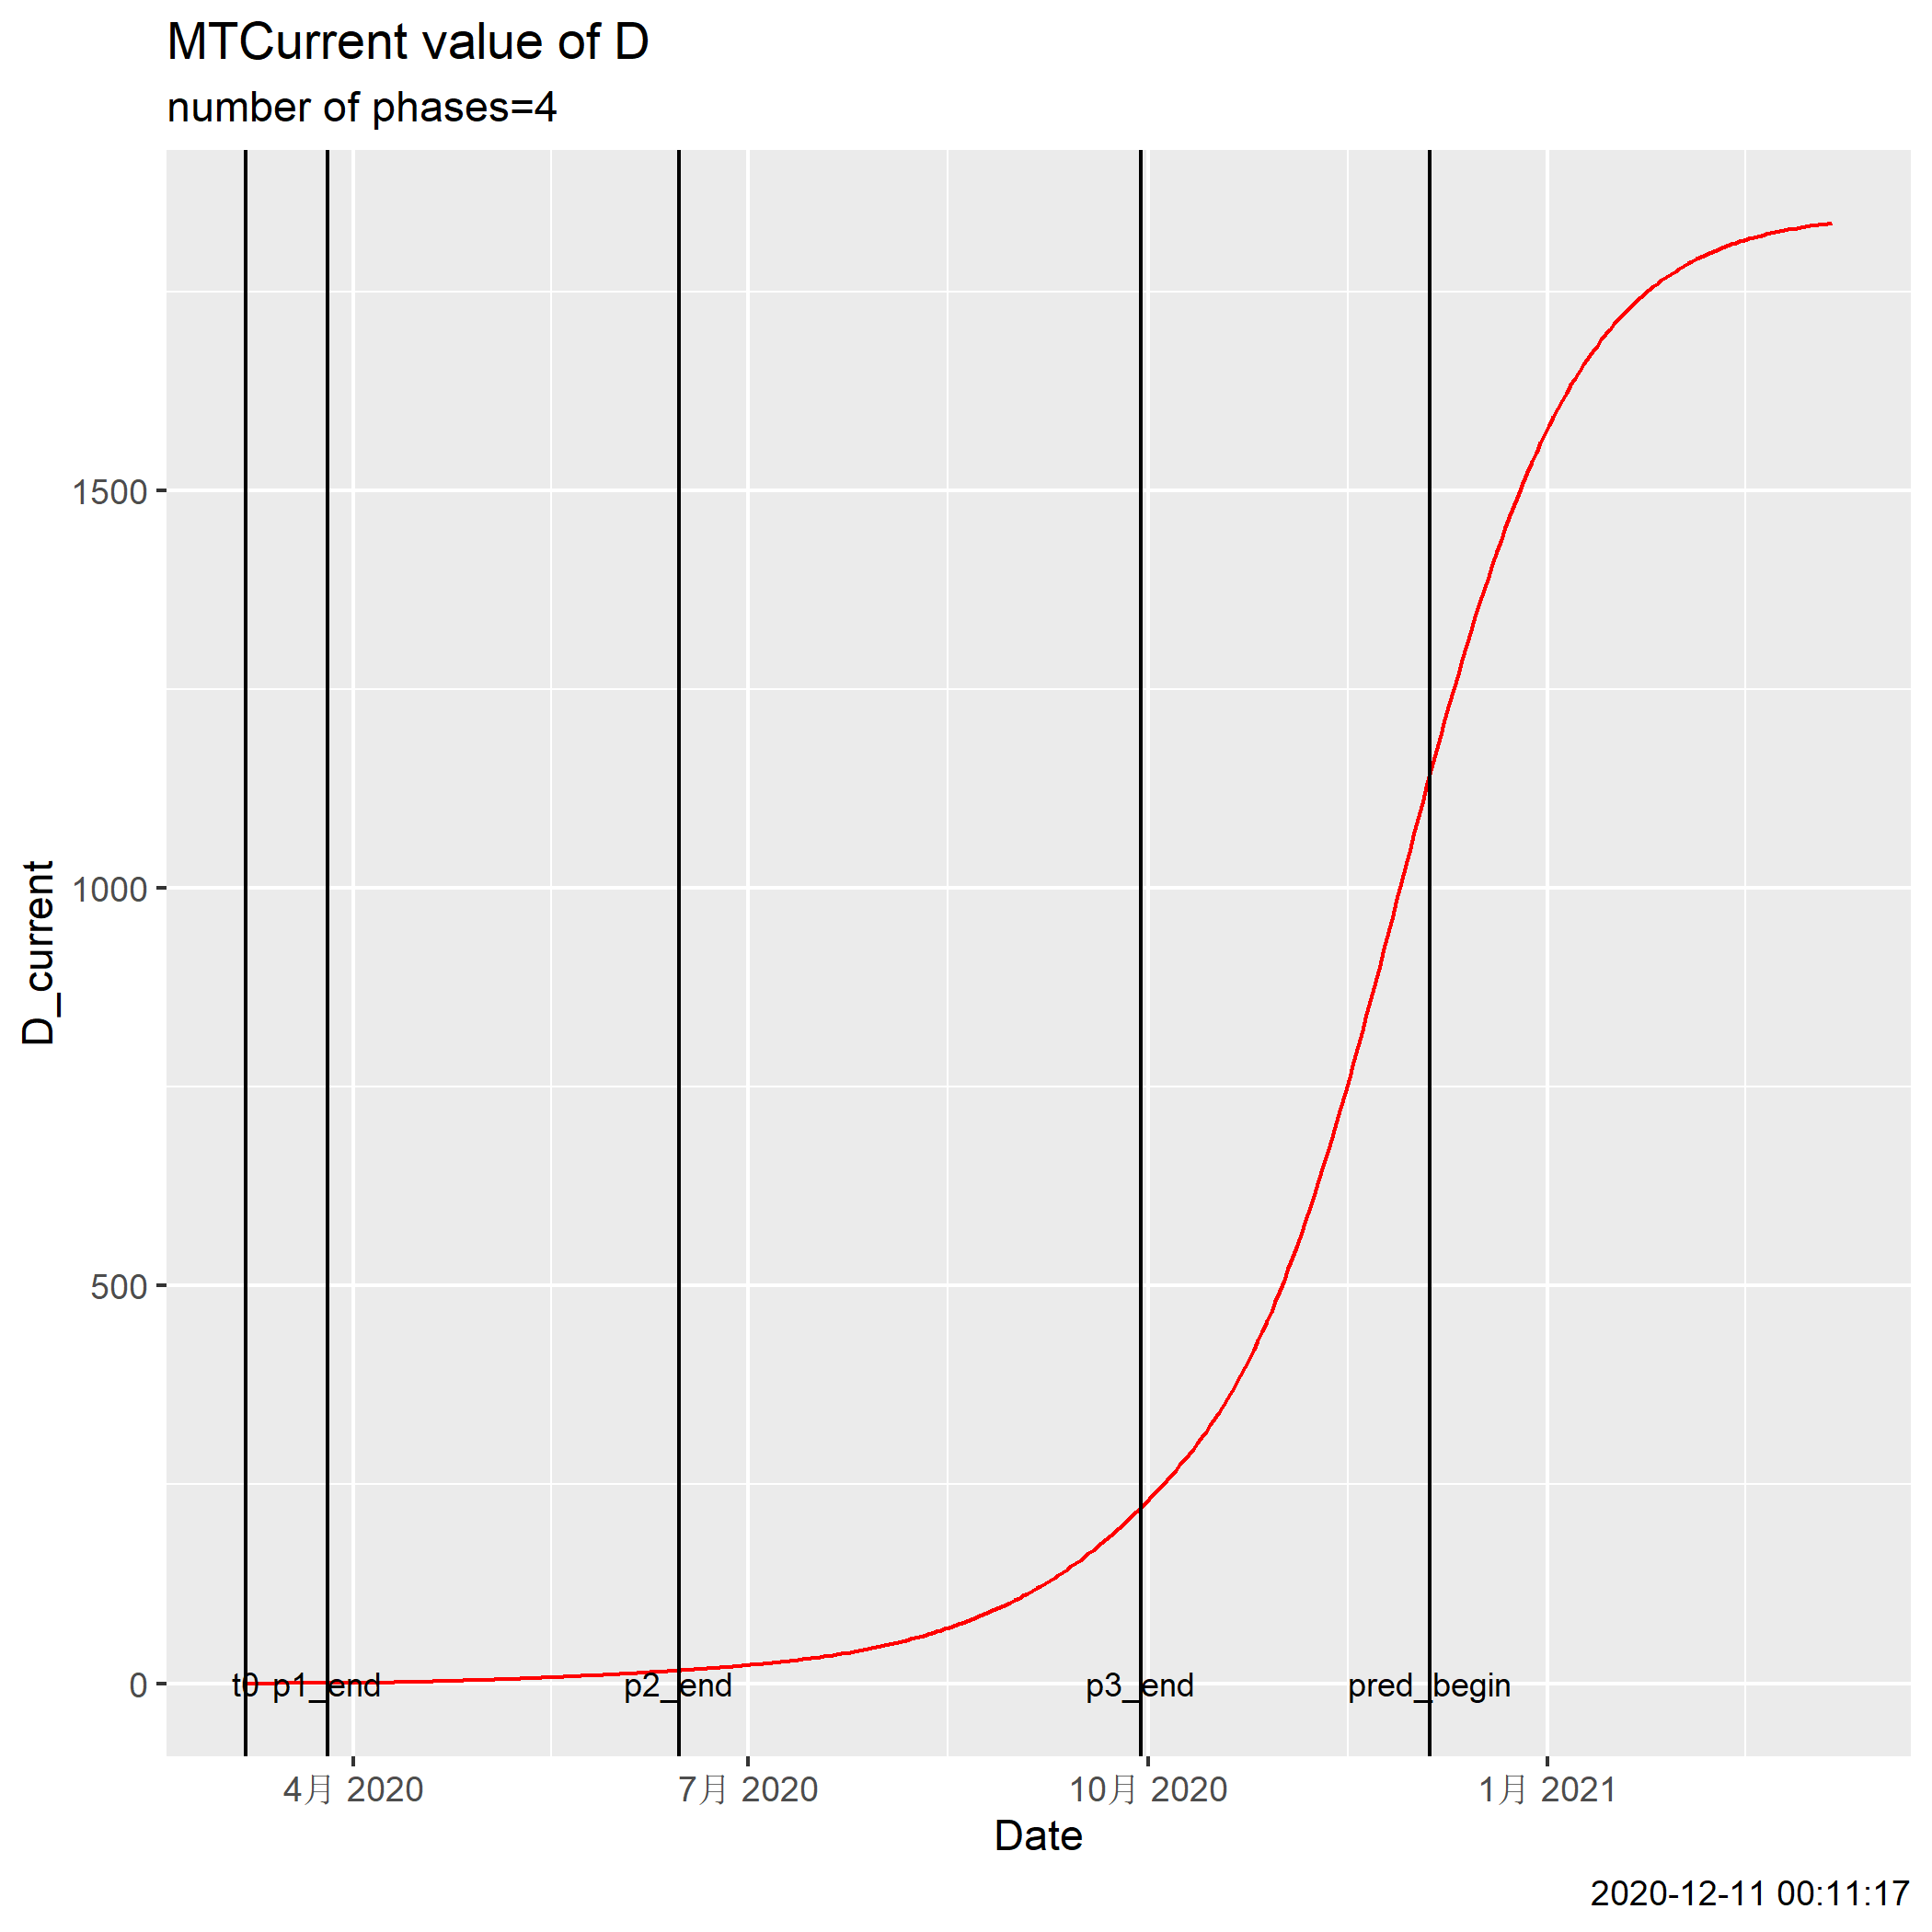 MTCurrent value of D
number of phases=4
D_current
1500
1000
500
0
t0 p1_end p2_end p3_end pred_begin
4月 2020 7月 2020 10月 2020 1月 2021
Date
2020-12-11 00:11:17